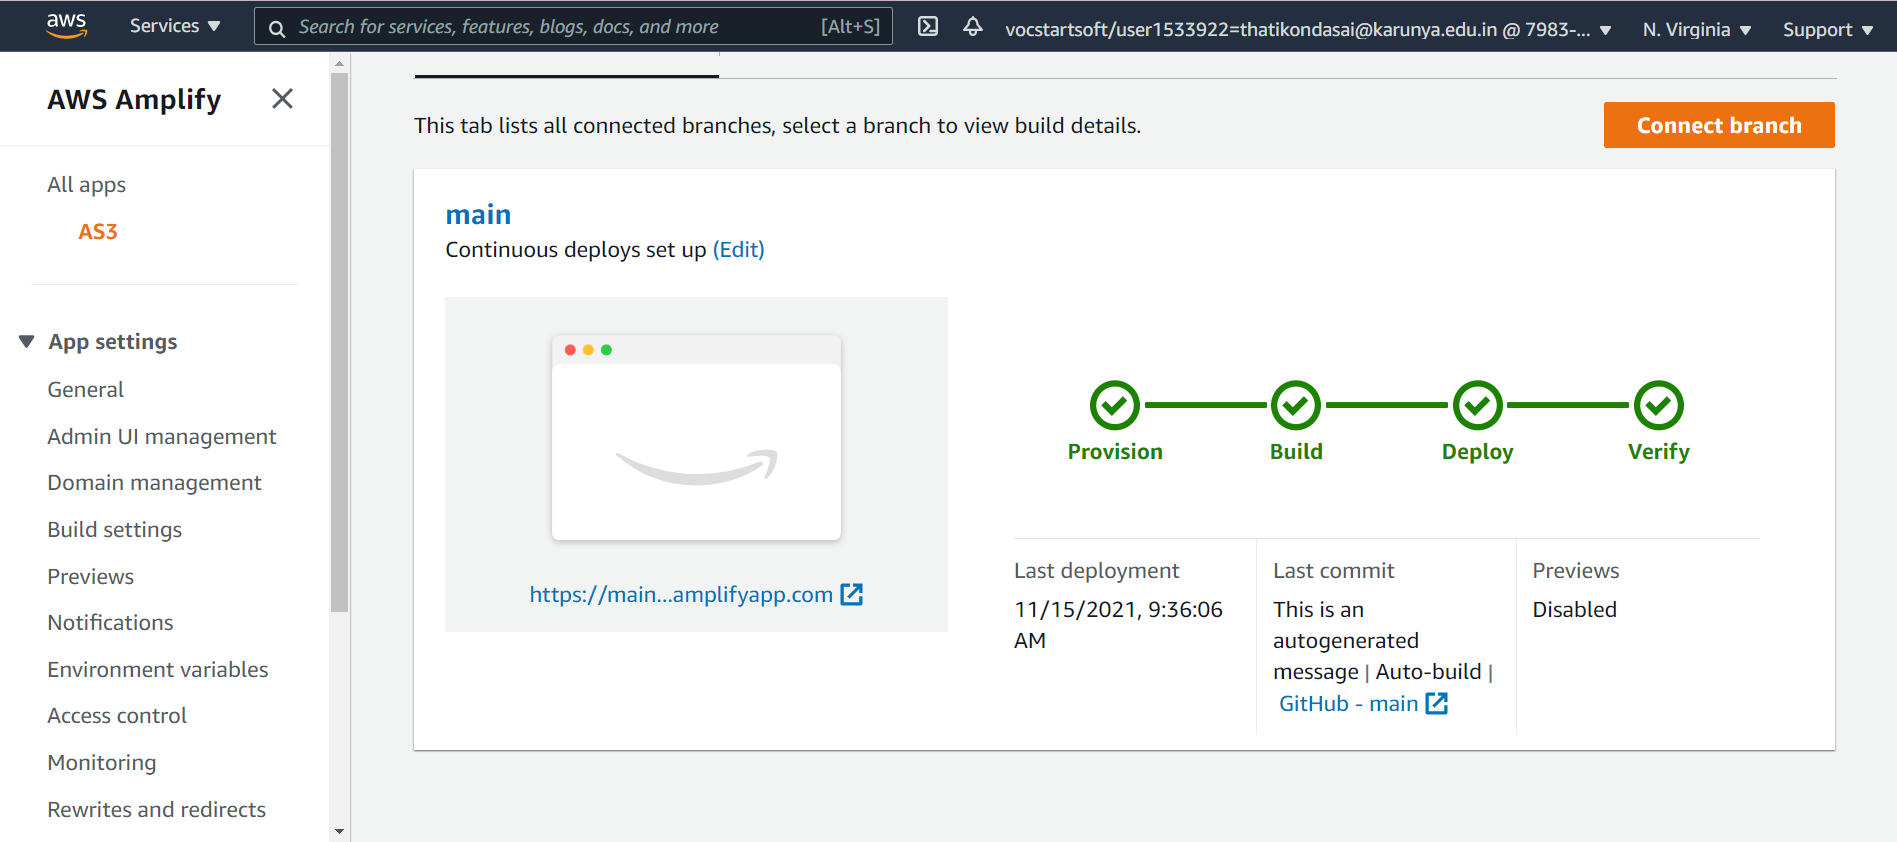 aws
Services
Search for services, features, blogs, docs, and more
[Alt+S]
vocstartsoft/user1533922=thatikondasai@karunya.edu.in @ 7983-...
N. Virginia
Support
AWS Amplify
All apps
AS3
App settings
General
Admin UI management
Domain management
Build settings
Previews
Notifications
Environment variables
Access control
Monitoring
Rewrites and redirects
This tab lists all connected branches, select a branch to view build details.
Connect branch
main
Continuous deploys set up (Edit)
https://main...amplifyapp.com
Provision
Build
Deploy
Verify
Last deployment
11/15/2021, 9:36:06
AM
Last commit
This is an
autogenerated
message | Auto-build |
GitHub - main
Previews
Disabled